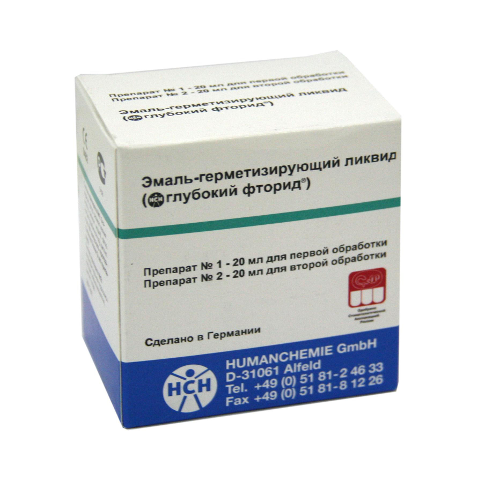 Препарат № 1 - 20 мл для первой обработки
Препарат № 2 - 20 мл для второй обработки
Эмаль-герметизирующий ликвид
(HCH глубокий фторид®)
Эмаль-герметизирующий ликвид
(HCH глубокий фторид®)
Препарат № 1 - 20 мл для первой обработки
Препарат № 2 - 20 мл для второй обработки
Сделано в Германии
HCH
HUMANCHEMIE GmbH
D-31061 Alfeld
Tel. +49 (0) 51 81-2 46 33
Fax +49 (0) 51 81-8 12 26